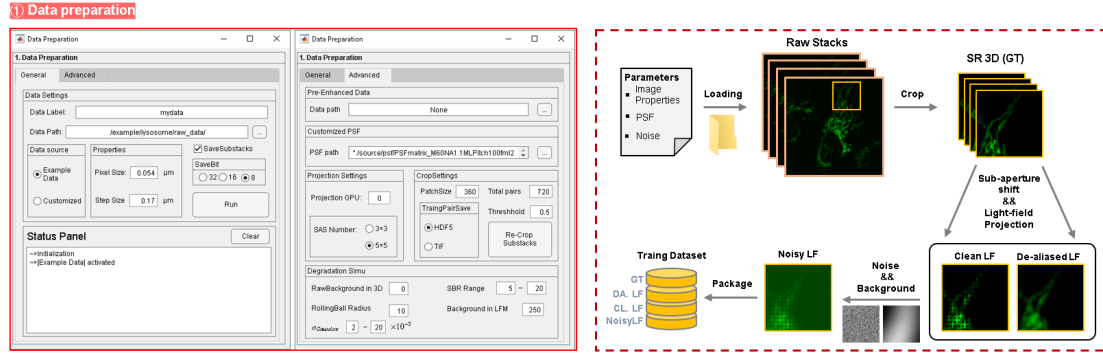 ① Data preparation
Data Preparation
1. Data Preparation
General Advanced
Data Settings
Data Label: mydata
Data Path: ./example/lysosome/raw_data/ ...
Data source
Example
Data
Customized
Properties
Pixel Size: 0.054 μm
Step Size 0.17 μm
SaveSubstacks
SaveBit
32 16 8
Run
Status Panel
Clear
-->Initialization
-->[Example Data] activated
Data Preparation
1. Data Preparation
General Advanced
Pre-Enhanced Data
Data path None ...
Customized PSF
PSF path "./source/psf/PSFmatrix_M60NA1.1MLPitch100fml2 ...
Projection Settings
Projection GPU: 0
SAS Number: 3×3
5×5
CropSettings
PatchSize 360 Total pairs 720
TraingPairSave
HDF5
TiF
Threshhold 0.5
Re-Crop
Substacks
Degradation Simu
RawBackground in 3D 0 SBR Range 5 – 20
RollingBall Radius 10 Background in LFM 250
σGaussian 2 – 20 ×10⁻³
Parameters
▪ Image
Properties
▪ PSF
▪ Noise
Loading
Raw Stacks
Crop
SR 3D (GT)
Sub-aperture
shift
&&
Light-field
Projection
Clean LF
De-aliased LF
Noise
&&
Background
Noisy LF
Package
Traing Dataset
GT
DA. LF
CL. LF
NoisyLF